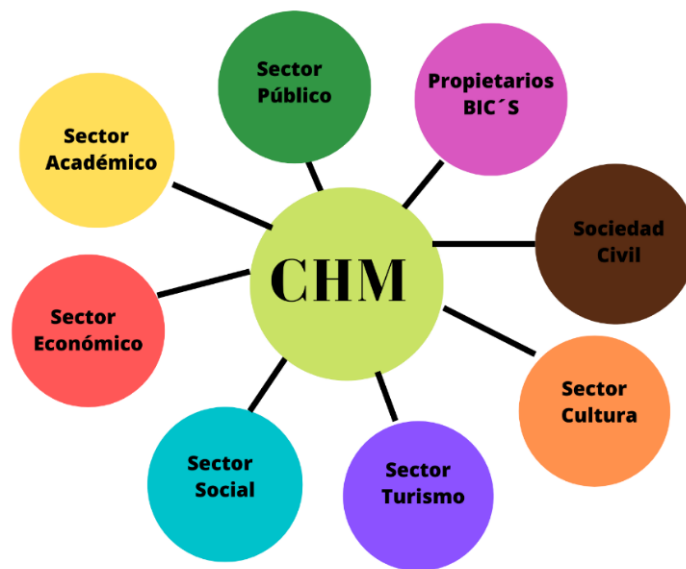 Sector
Público
Propietarios
BIC´S
Sector
Académico
Sociedad
Civil
CHM
Sector
Económico
Sector
Cultura
Sector
Social
Sector
Turismo